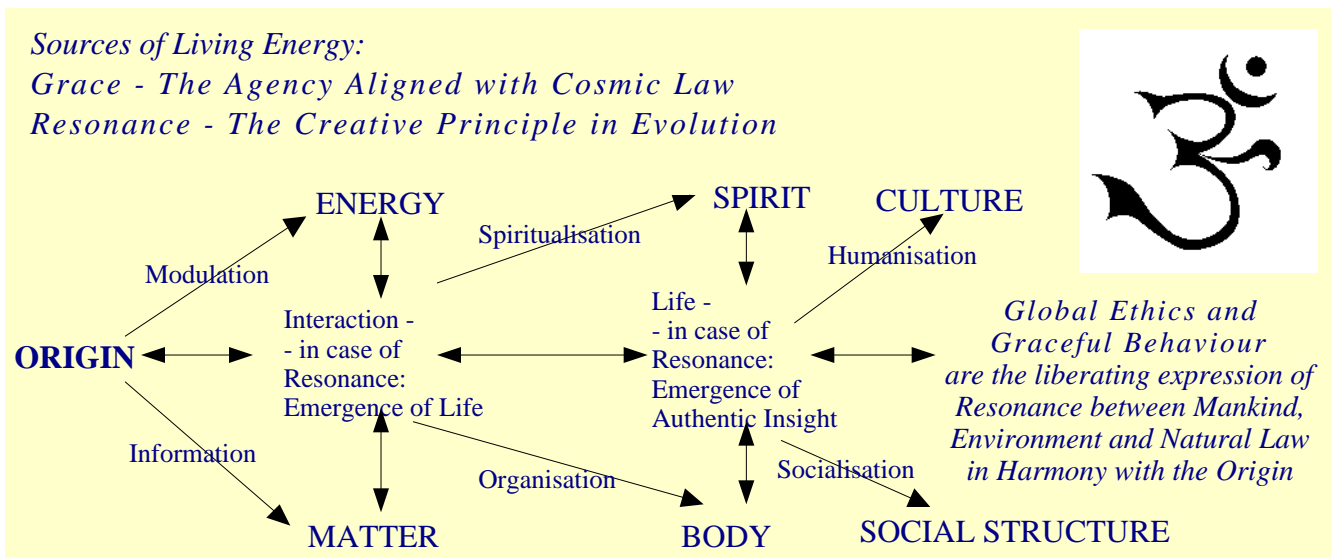 Sources of Living Energy:
Grace - The Agency Aligned with Cosmic Law
Resonance - The Creative Principle in Evolution
ॐ
ENERGY
SPIRIT
CULTURE
Spiritualisation
Humanisation
Modulation
Interaction -
- in case of
Resonance:
Emergence of Life
Life -
- in case of
Resonance:
Emergence of
Authentic Insight
Global Ethics and
Graceful Behaviour
are the liberating expression of
Resonance between Mankind,
Environment and Natural Law
in Harmony with the Origin
ORIGIN
Information
Organisation
Socialisation
MATTER
BODY
SOCIAL STRUCTURE